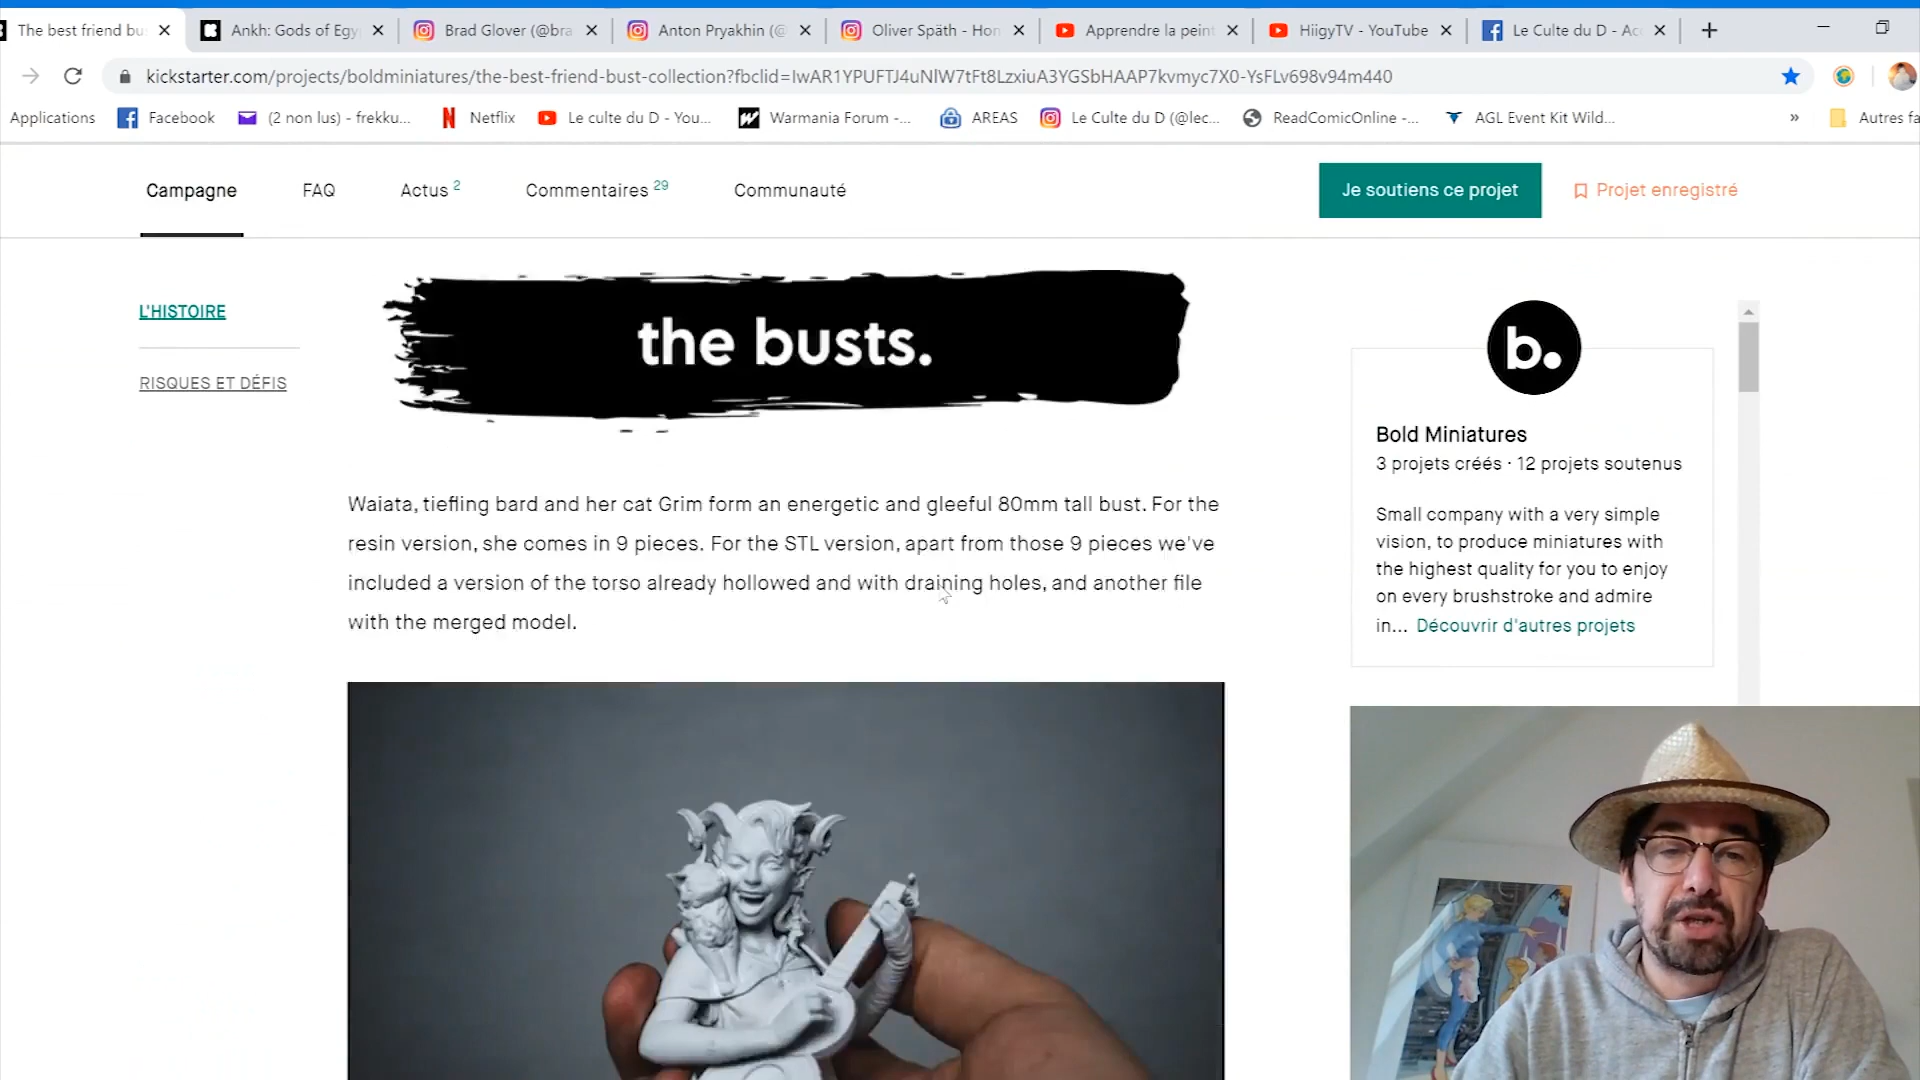 The best friend bu
Ankh: Gods of Egy
Brad Glover (@bra
Anton Pryakhin (@
Oliver Späth - Hon
Apprendre la peint
HiigyTV - YouTube
Le Culte du D - Ac
kickstarter.com/projects/boldminiatures/the-best-friend-bust-collection?fbclid=IwAR1YPUFTJ4uNlW7tFt8LzxiuA3YGSbHAAP7kvmyc7X0-YsFLv698v94m440
Applications
Facebook
(2 non lus) - frekku...
Netflix
Le culte du D - You...
Warmania Forum -...
AREAS
Le Culte du D (@lec...
ReadComicOnline -...
AGL Event Kit Wild...
»
Autres fa
Campagne
FAQ
Actus 2
Commentaires 29
Communauté
Je soutiens ce projet
Projet enregistré
L'HISTOIRE
RISQUES ET DÉFIS
the busts.
Waiata, tiefling bard and her cat Grim form an energetic and gleeful 80mm tall bust. For the
resin version, she comes in 9 pieces. For the STL version, apart from those 9 pieces we've
included a version of the torso already hollowed and with draining holes, and another file
with the merged model.
b.
Bold Miniatures
3 projets créés · 12 projets soutenus
Small company with a very simple
vision, to produce miniatures with
the highest quality for you to enjoy
on every brushstroke and admire
in... Découvrir d'autres projets